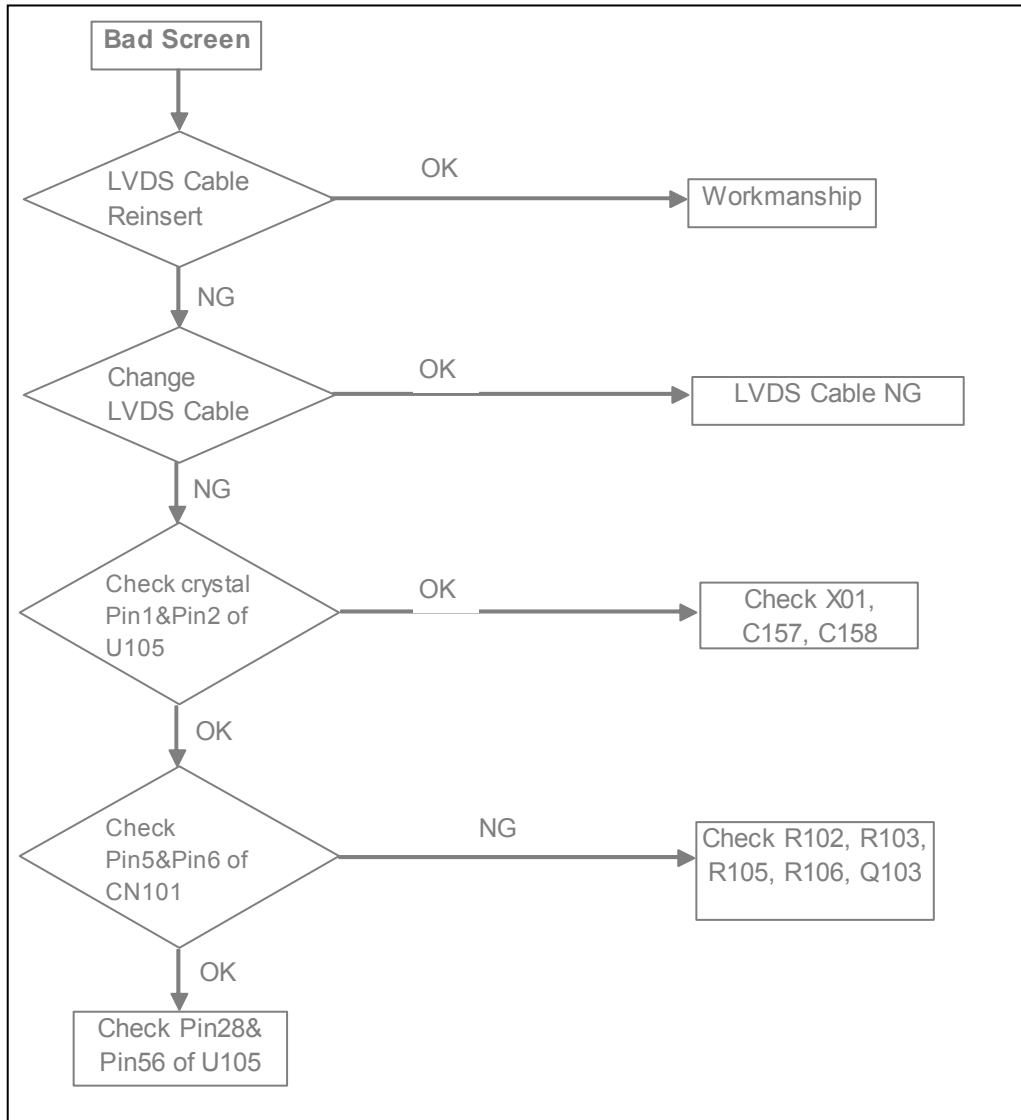 Bad Screen
LVDS Cable
Reinsert
OK
Workmanship
NG
Change
LVDS Cable
OK
LVDS Cable NG
NG
Check crystal
Pin1&Pin2 of
U105
OK
Check X01,
C157, C158
OK
Check
Pin5&Pin6 of
CN101
NG
Check R102, R103,
R105, R106, Q103
OK
Check Pin28&
Pin56 of U105